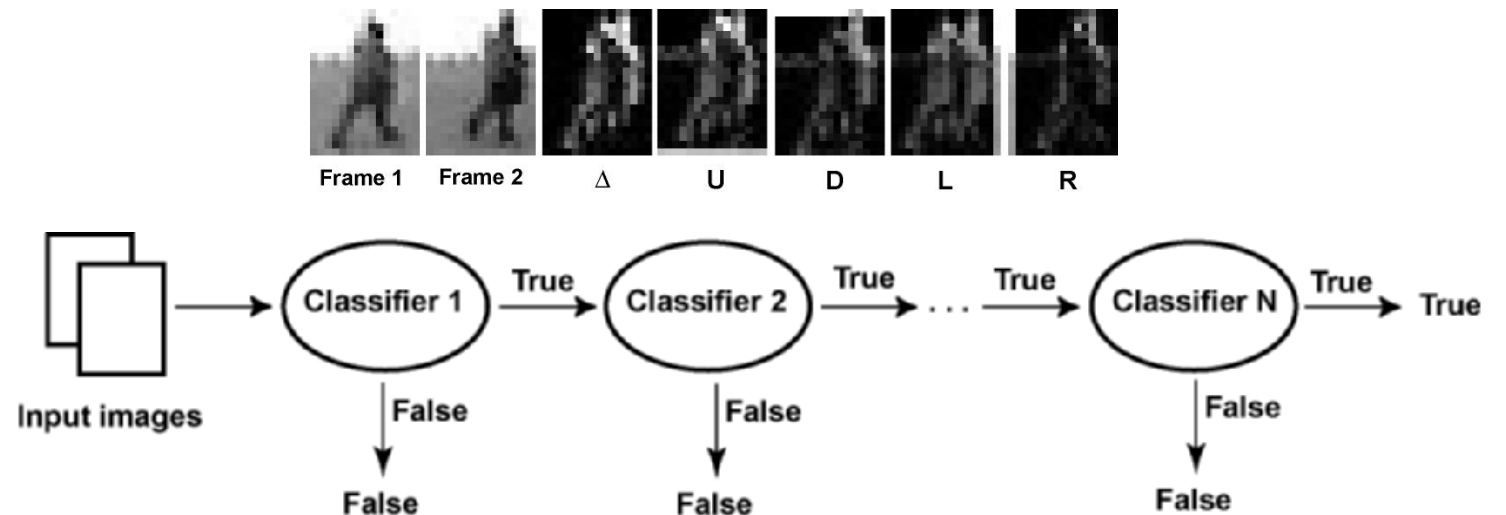 Frame 1 Frame 2 Δ U D L R
Classifier 1 True Classifier 2 True . . . True Classifier N True True
Input images False False False
False False False